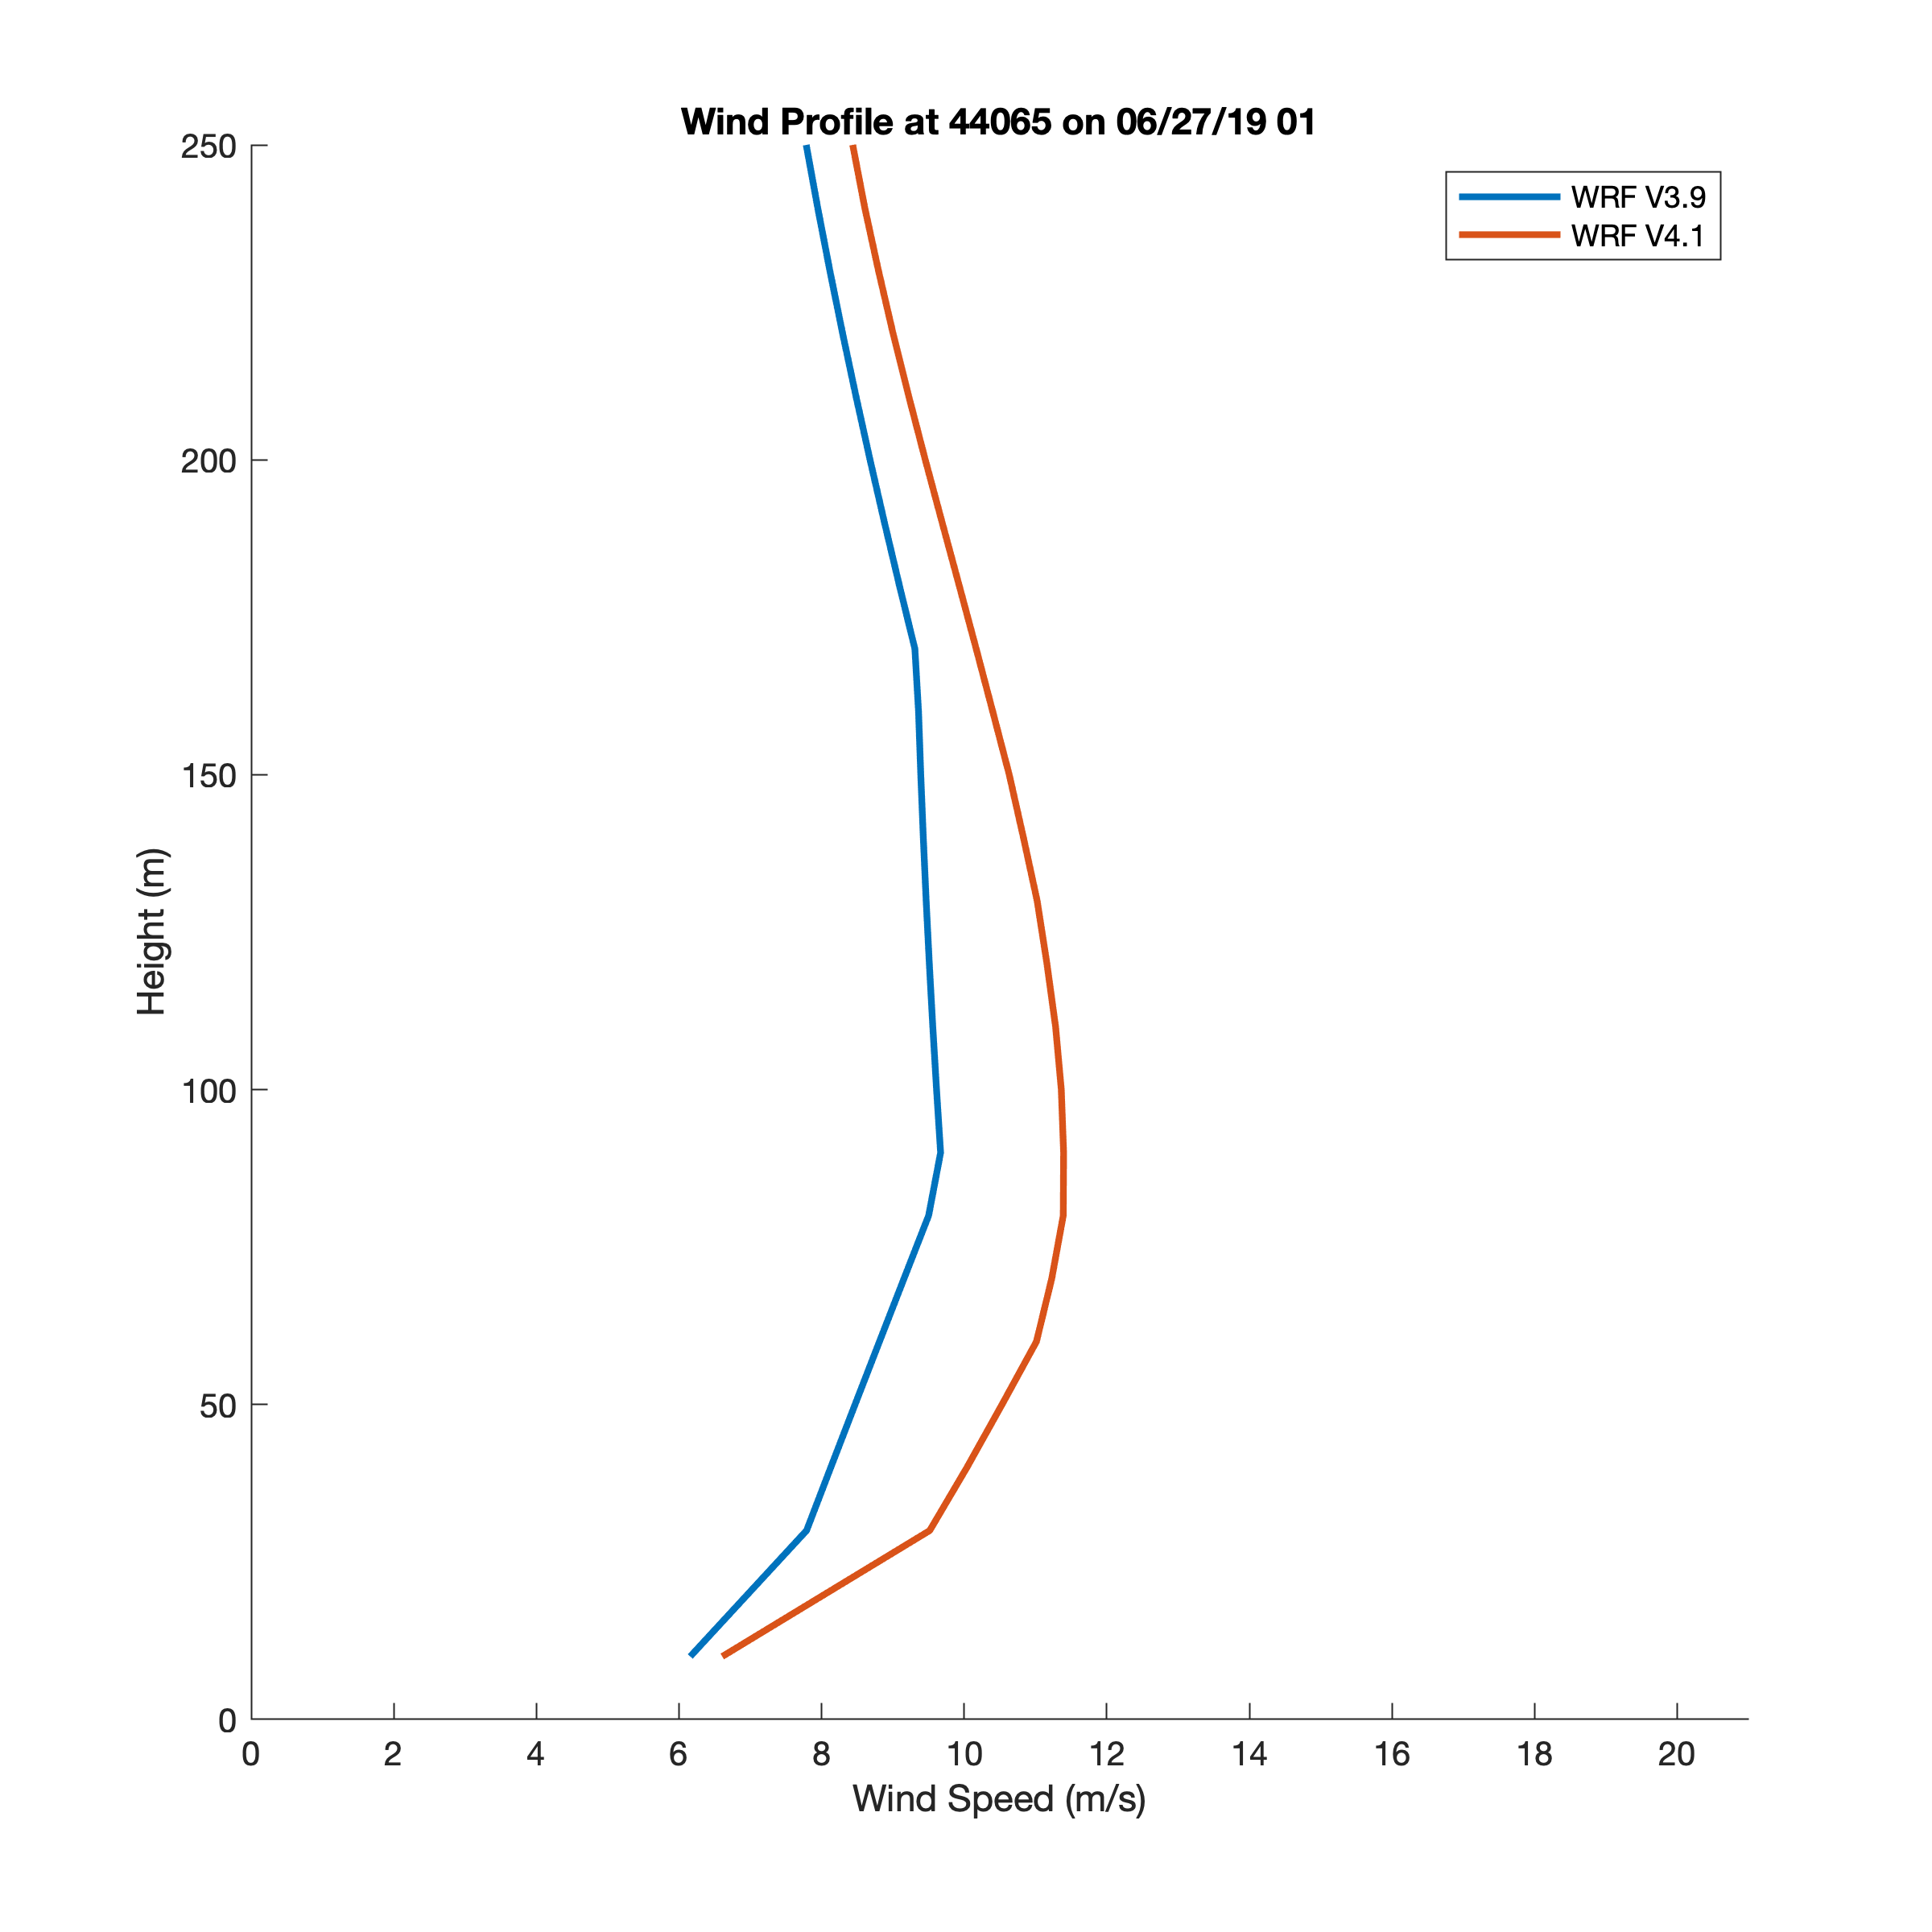 Wind Profile at 44065 on 06/27/19 01
WRF V3.9
WRF V4.1
250
200
150
100
50
0
Height (m)
0 2 4 6 8 10 12 14 16 18 20
Wind Speed (m/s)